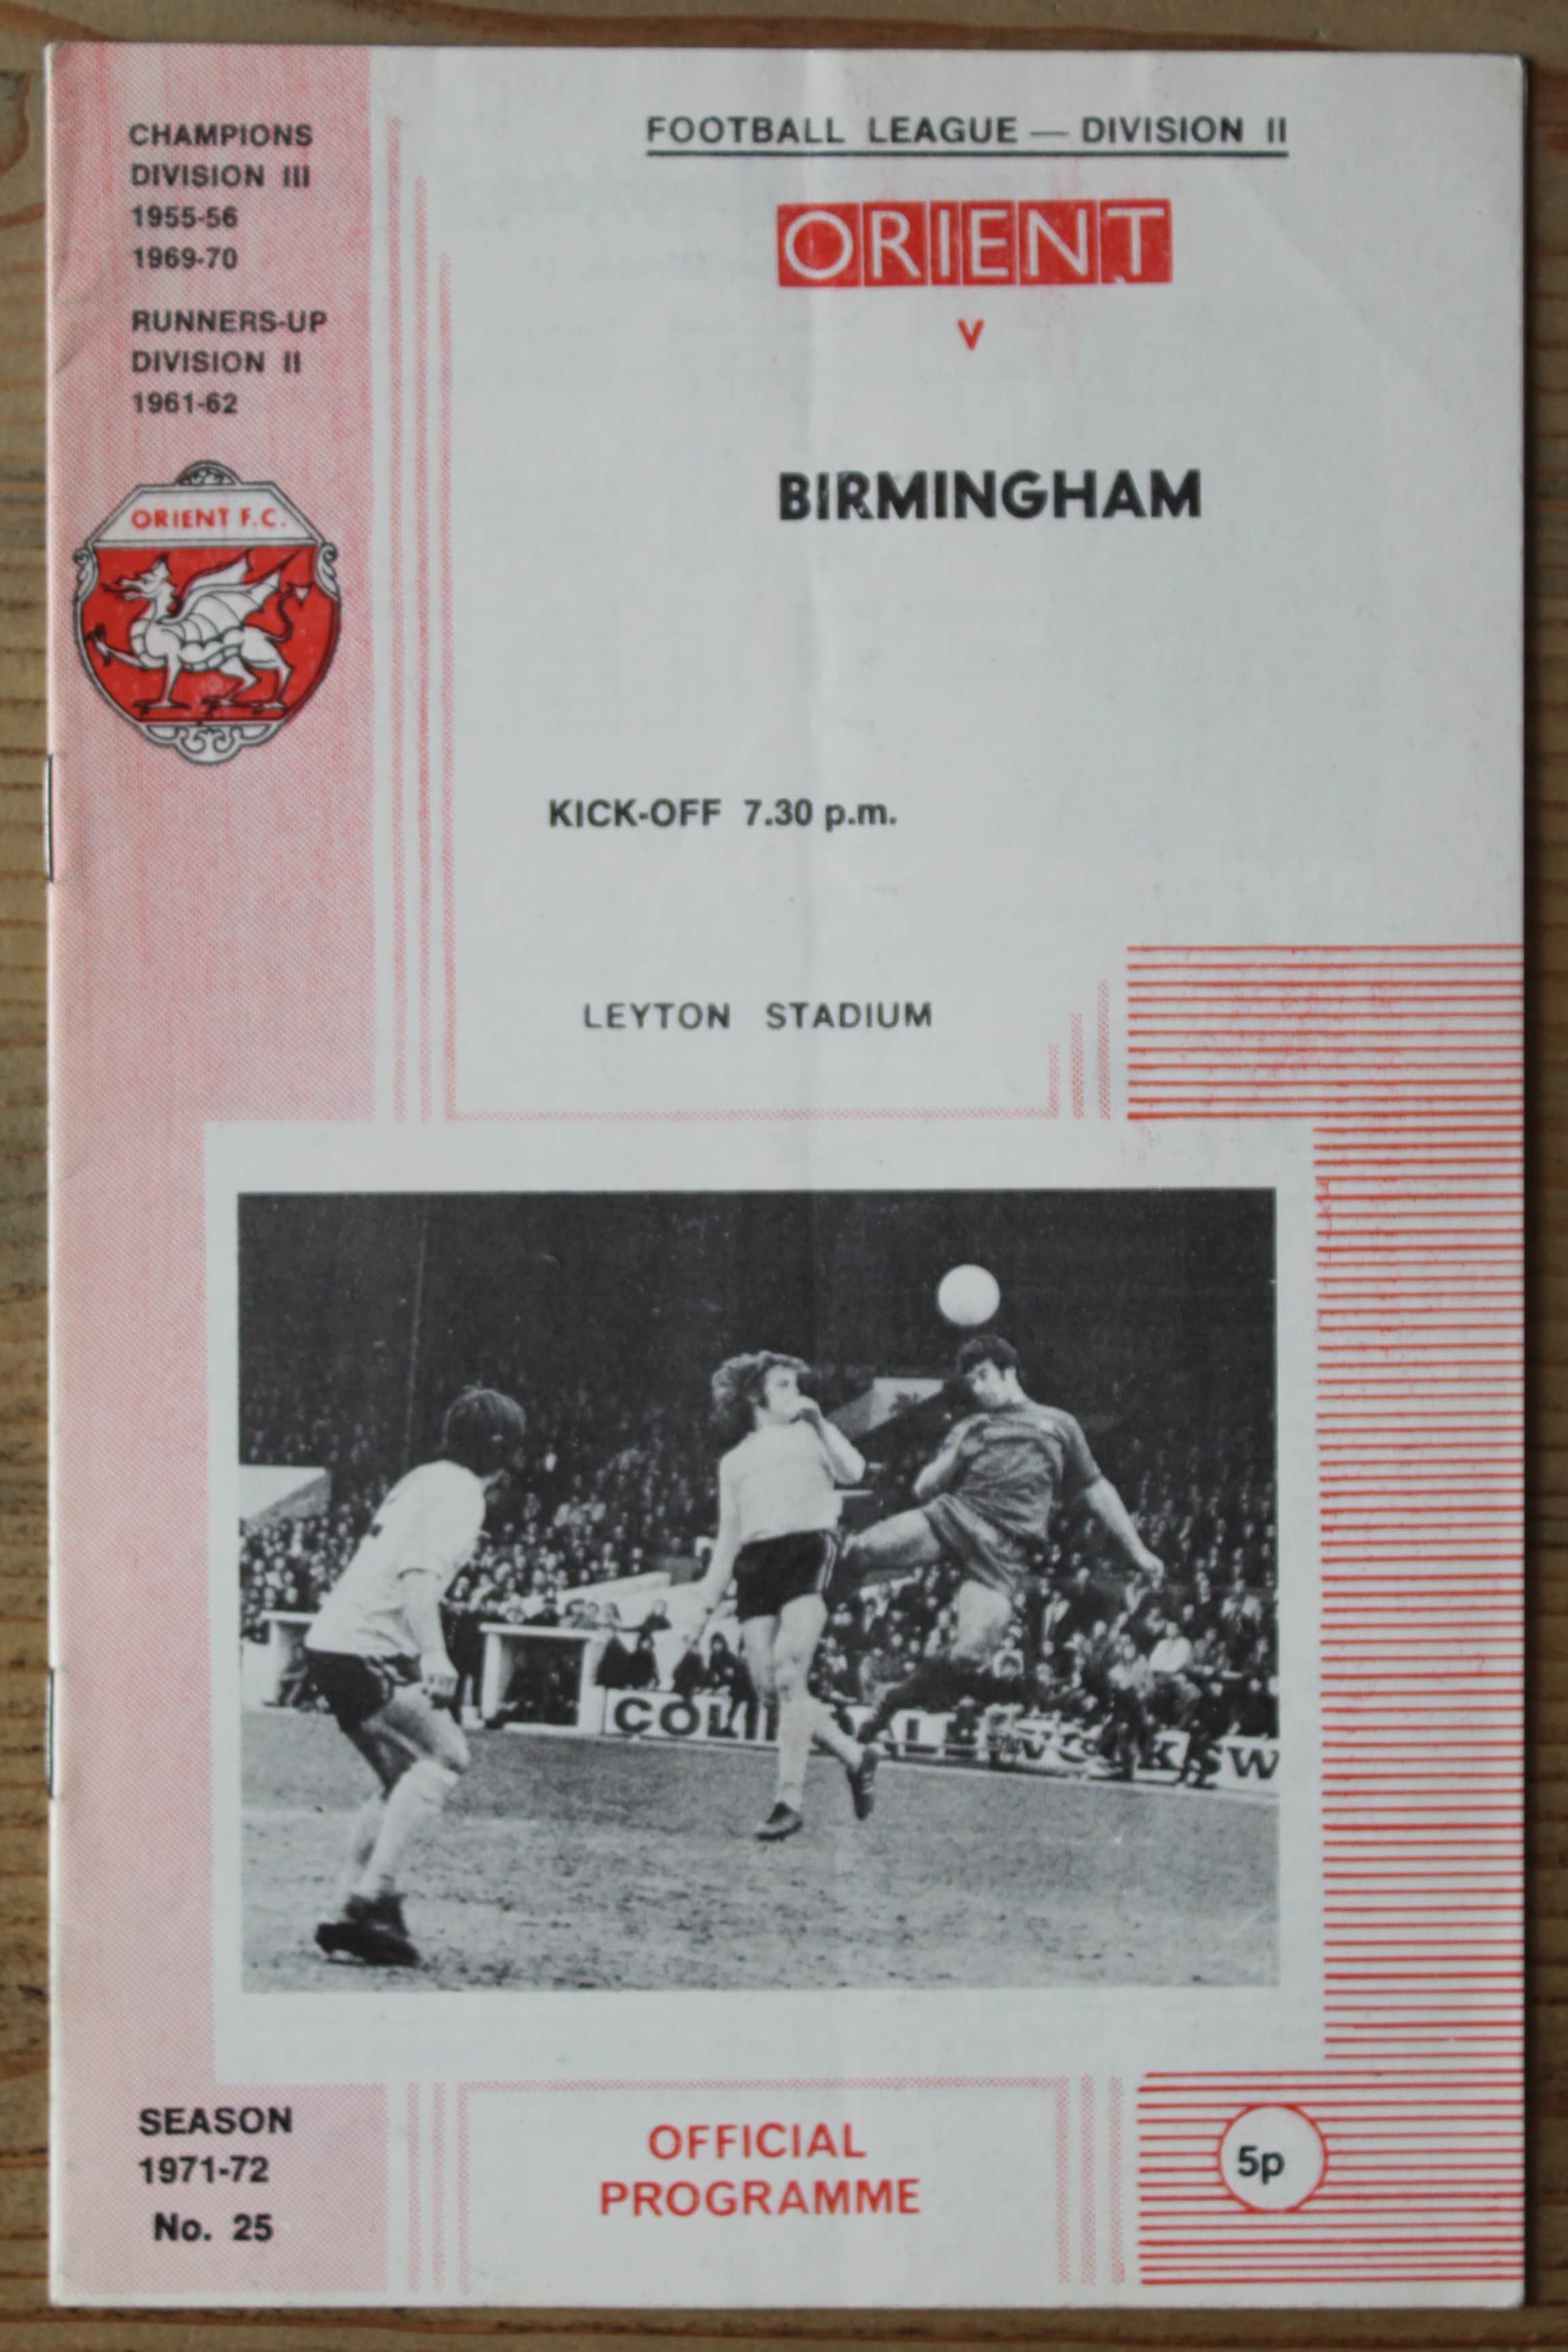 CHAMPIONS
DIVISION III
1955-56
1969-70
RUNNERS-UP
DIVISION II
1961-62
ORIENT F.C.
FOOTBALL LEAGUE — DIVISION II
ORIENT
v
BIRMINGHAM
KICK-OFF 7.30 p.m.
LEYTON STADIUM
SEASON
1971-72
No. 25
OFFICIAL
PROGRAMME
5p